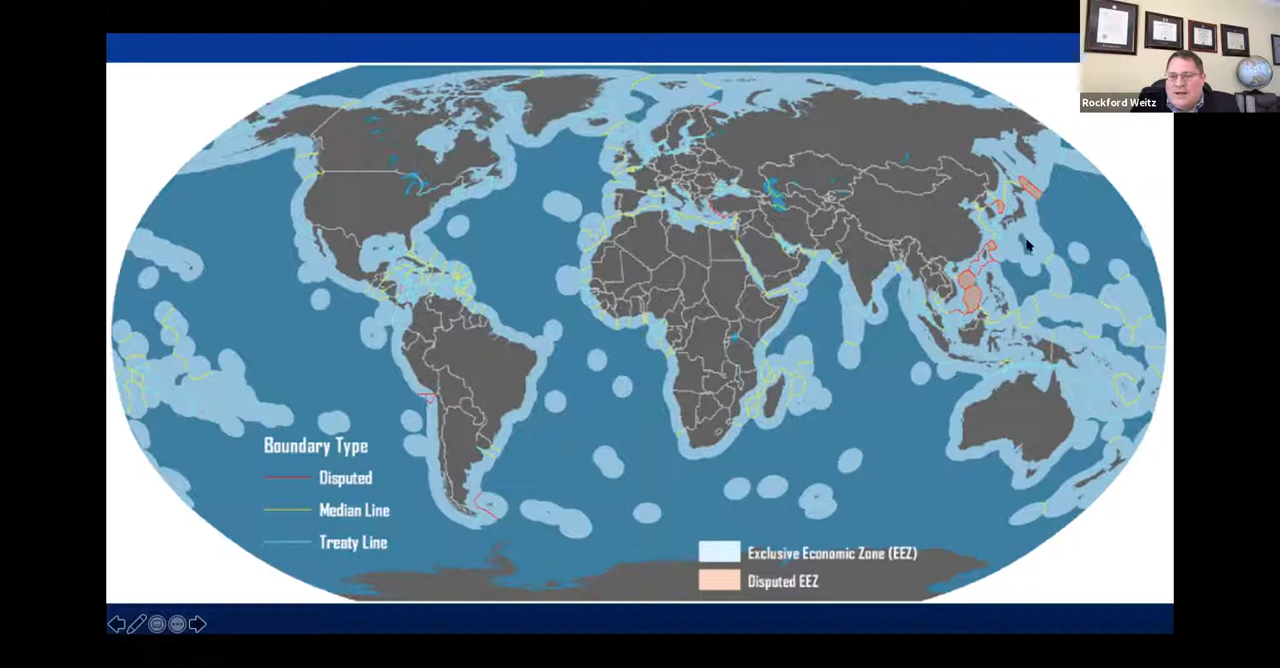 Rockford Weitz
Boundary Type
Disputed
Median Line
Treaty Line
Exclusive Economic Zone (EEZ)
Disputed EEZ